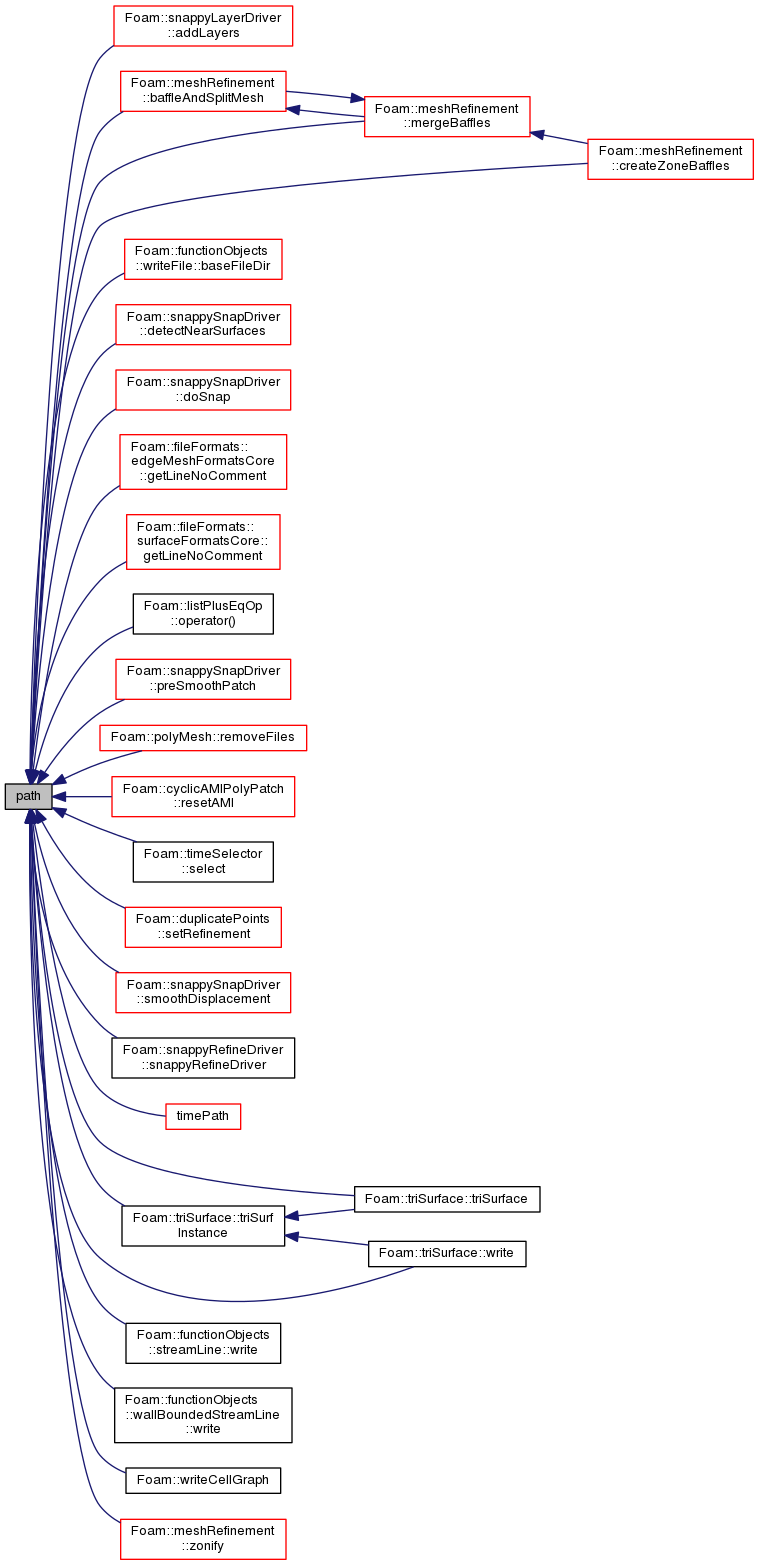 Foam::snappyLayerDriver
::addLayers
Foam::meshRefinement
::baffleAndSplitMesh
Foam::meshRefinement
::mergeBaffles
Foam::meshRefinement
::createZoneBaffles
Foam::functionObjects
::writeFile::baseFileDir
Foam::snappySnapDriver
::detectNearSurfaces
Foam::snappySnapDriver
::doSnap
Foam::fileFormats::
edgeMeshFormatsCore
::getLineNoComment
Foam::fileFormats::
surfaceFormatsCore::
getLineNoComment
Foam::listPlusEqOp
::operator()
Foam::snappySnapDriver
::preSmoothPatch
Foam::polyMesh::removeFiles
path
Foam::cyclicAMIPolyPatch
::resetAMI
Foam::timeSelector
::select
Foam::duplicatePoints
::setRefinement
Foam::snappySnapDriver
::smoothDisplacement
Foam::snappyRefineDriver
::snappyRefineDriver
timePath
Foam::triSurface::triSurface
Foam::triSurface::triSurf
Instance
Foam::triSurface::write
Foam::functionObjects
::streamLine::write
Foam::functionObjects
::wallBoundedStreamLine
::write
Foam::writeCellGraph
Foam::meshRefinement
::zonify